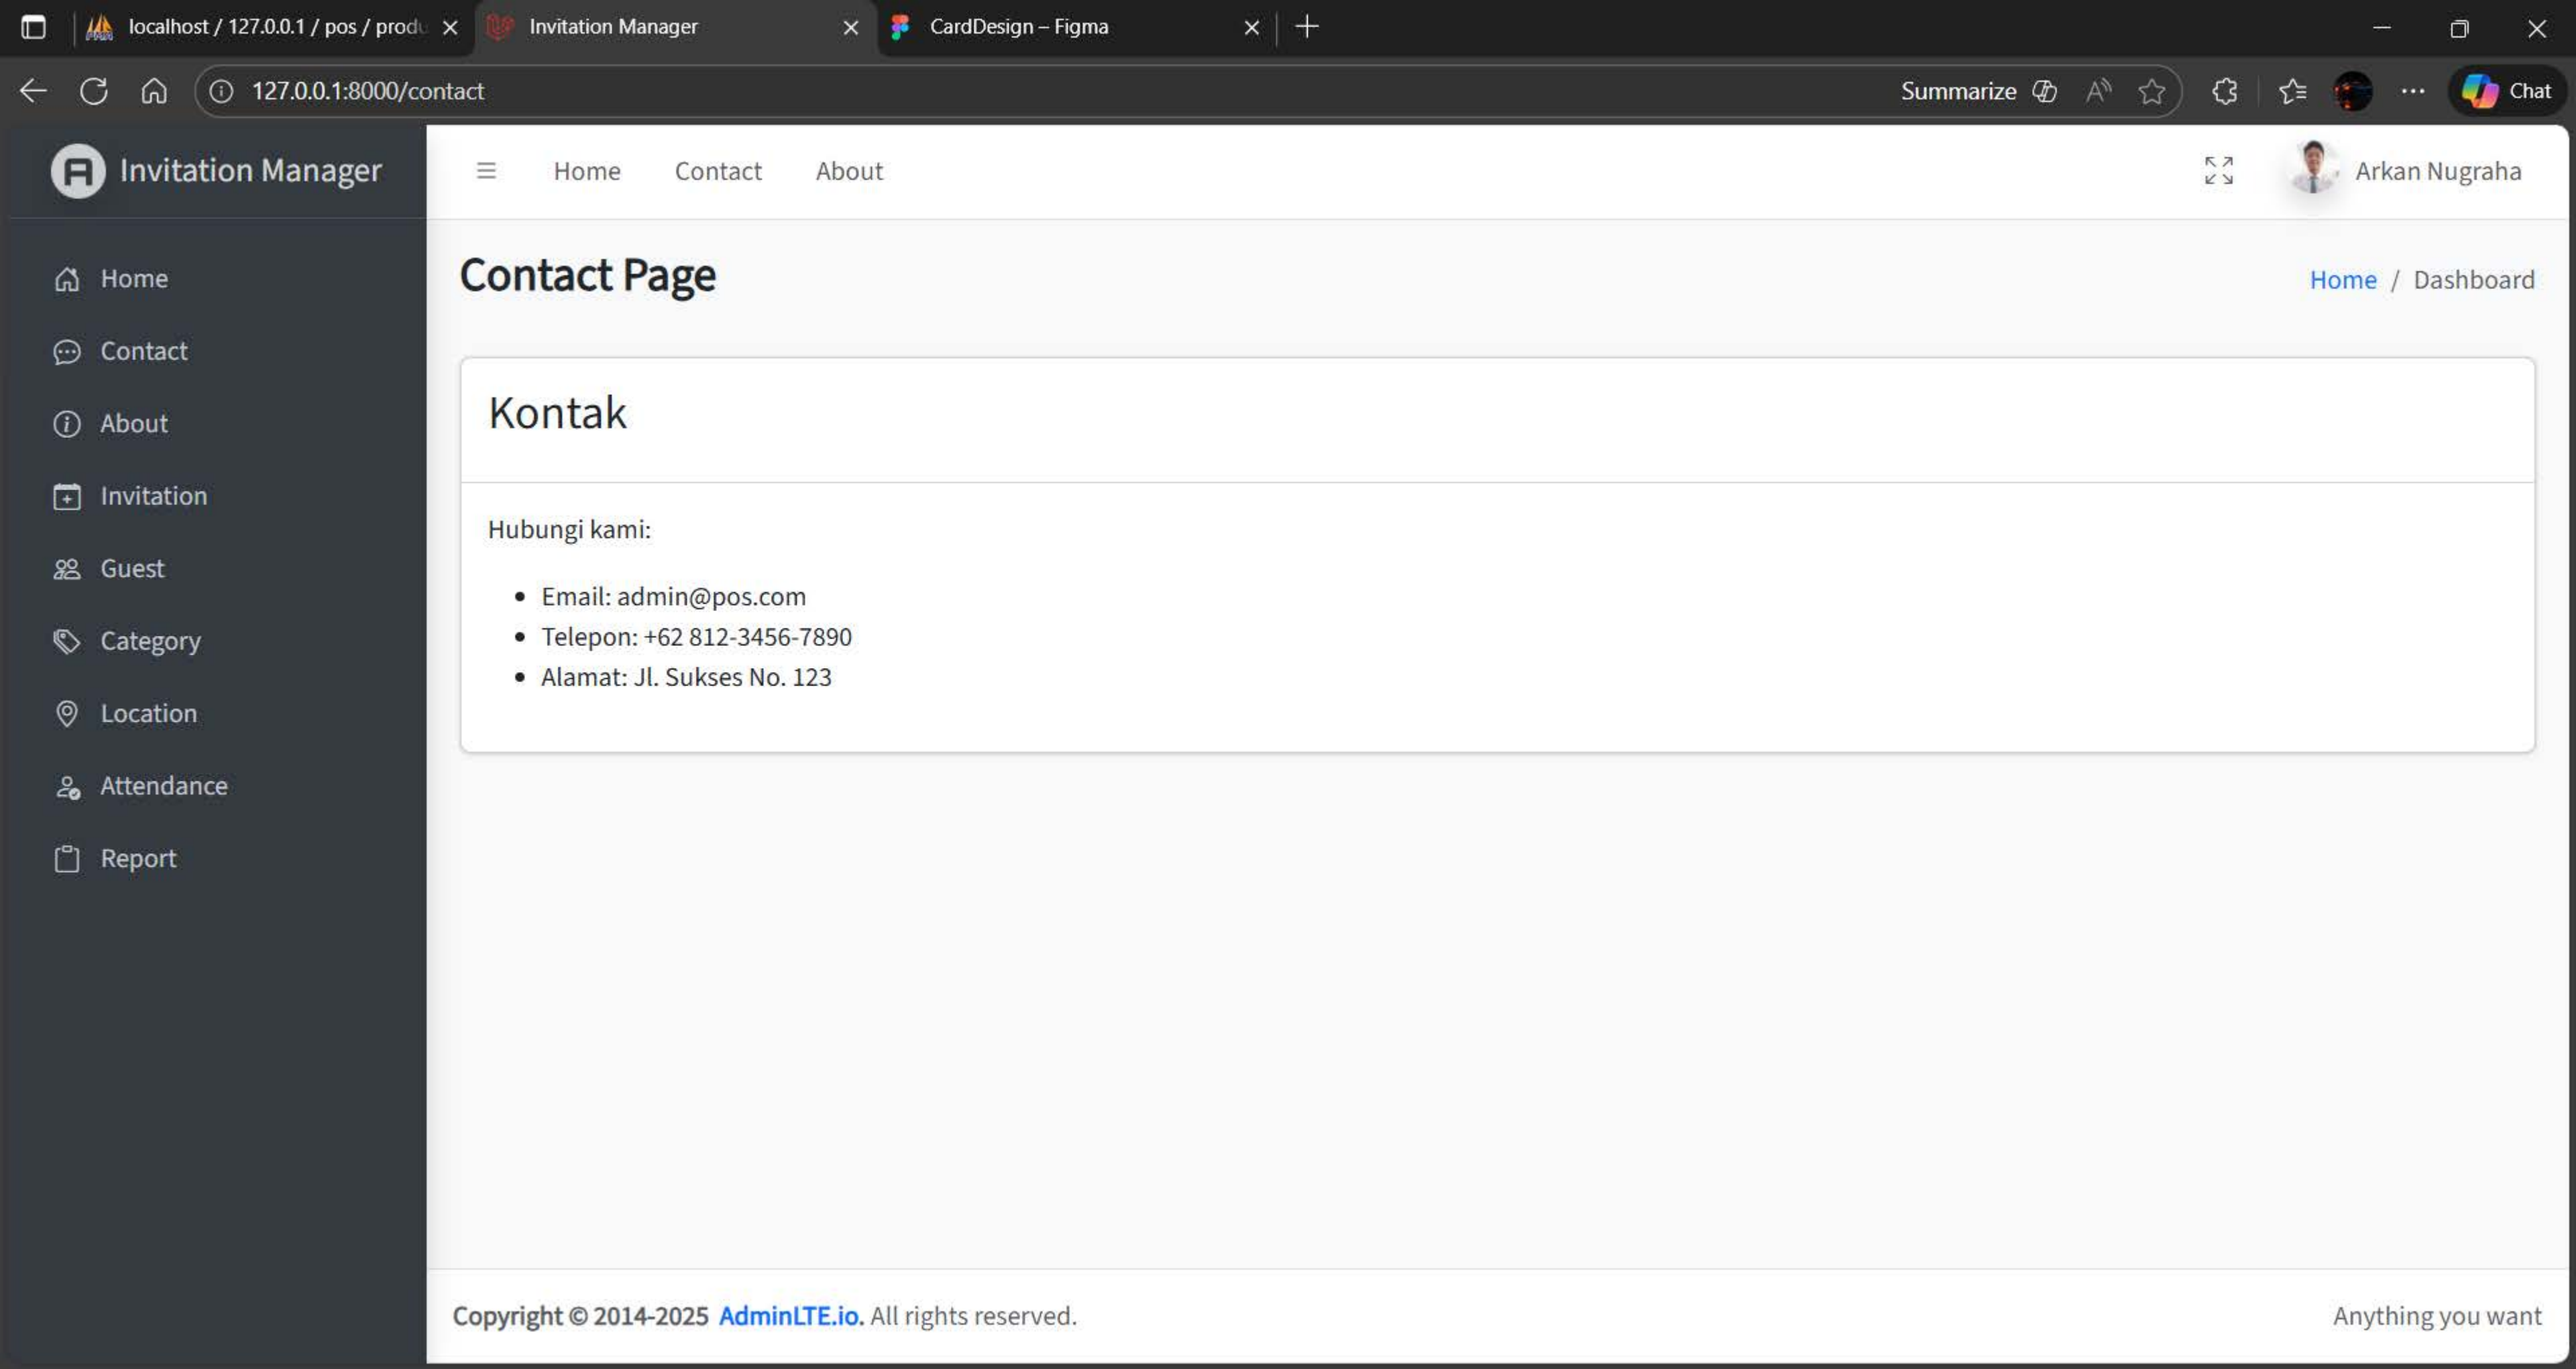 localhost / 127.0.0.1 / pos / produ
Invitation Manager
CardDesign – Figma
127.0.0.1:8000/contact
Summarize
Chat
Invitation Manager
Home
Contact
About
Arkan Nugraha
Home
Contact
About
Invitation
Guest
Category
Location
Attendance
Report
Contact Page
Home / Dashboard
Kontak
Hubungi kami:
• Email: admin@pos.com
• Telepon: +62 812-3456-7890
• Alamat: Jl. Sukses No. 123
Copyright © 2014-2025 AdminLTE.io. All rights reserved.
Anything you want